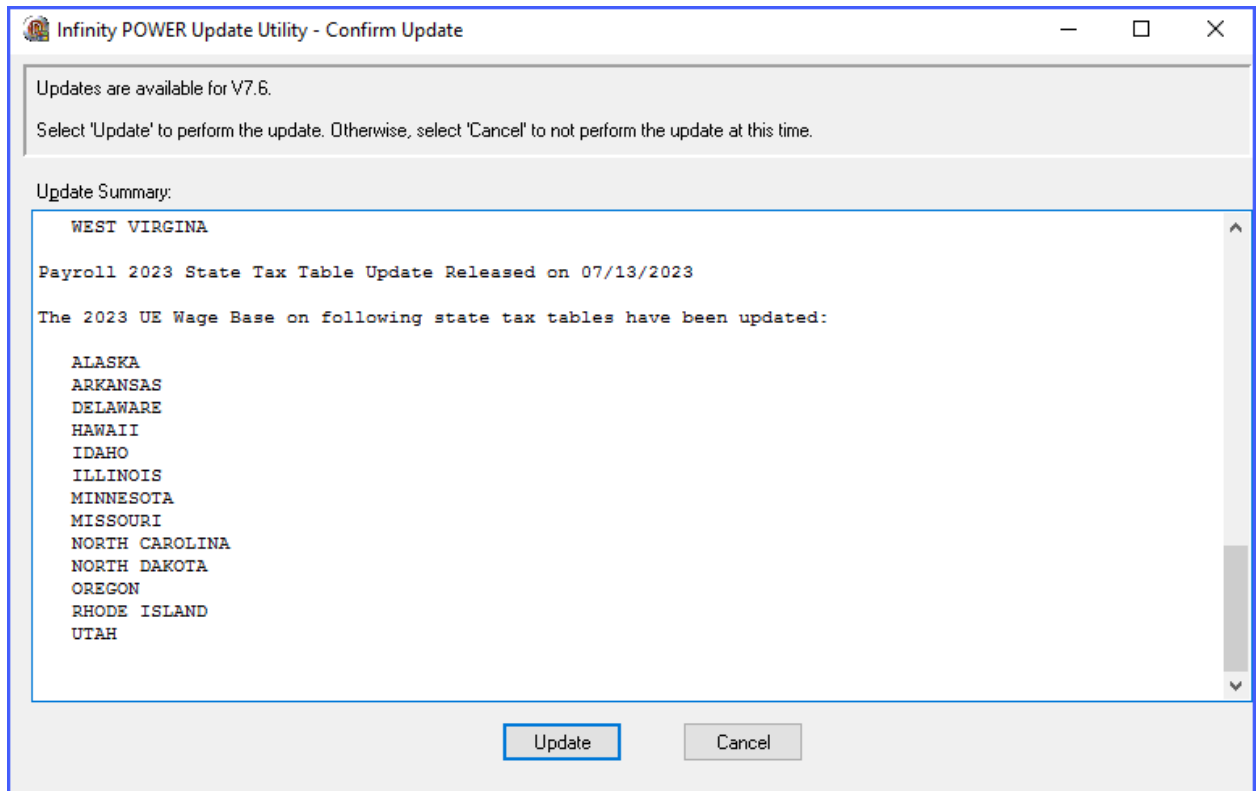 Infinity POWER Update Utility - Confirm Update
Updates are available for V7.6.
Select 'Update' to perform the update. Otherwise, select 'Cancel' to not perform the update at this time.
Update Summary:
WEST VIRGINA
Payroll 2023 State Tax Table Update Released on 07/13/2023
The 2023 UE Wage Base on following state tax tables have been updated:
ALASKA
ARKANSAS
DELAWARE
HAWAII
IDAHO
ILLINOIS
MINNESOTA
MISSOURI
NORTH CAROLINA
NORTH DAKOTA
OREGON
RHODE ISLAND
UTAH
Update Cancel